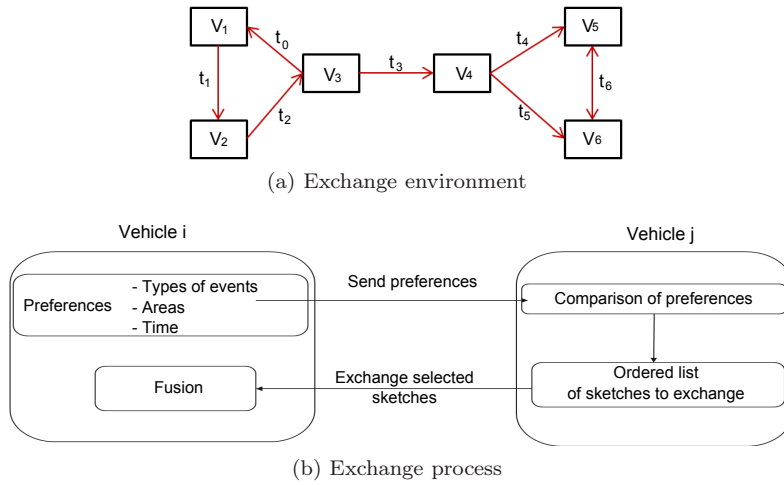 V1
t0
t1
V2
t2
V3
t3
V4
t4
t5
V5
t6
V6
(a) Exchange environment
Vehicle i
Vehicle j
Preferences
- Types of events
- Areas
- Time
Send preferences
Comparison of preferences
Fusion
Exchange selected
sketches
Ordered list
of sketches to exchange
(b) Exchange process